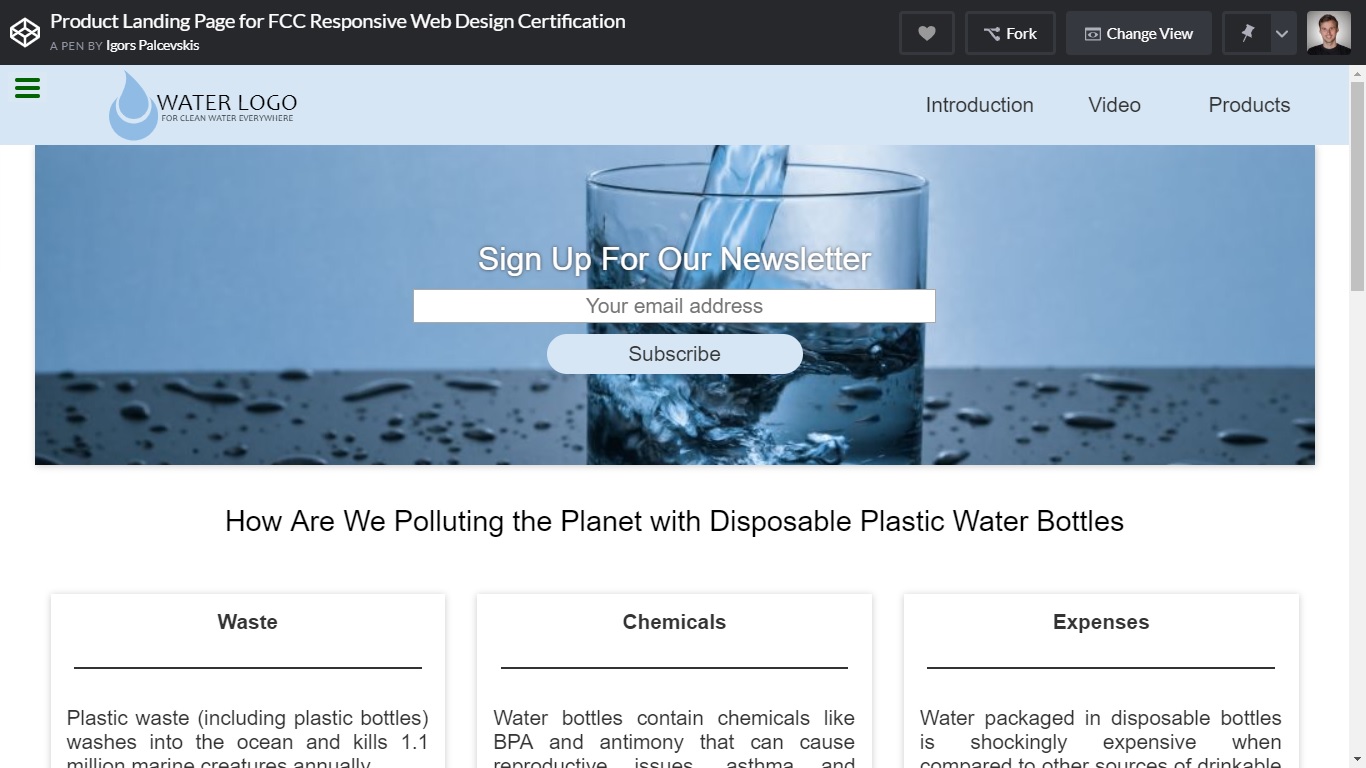 Product Landing Page for FCC Responsive Web Design Certification
A PEN BY Igors Palcevskis
Fork
Change View
WATER LOGO
FOR CLEAN WATER EVERYWHERE
Introduction
Video
Products
Sign Up For Our Newsletter
Your email address
Subscribe
How Are We Polluting the Planet with Disposable Plastic Water Bottles
Waste
Plastic waste (including plastic bottles)
washes into the ocean and kills 1.1
million marine creatures annually.
Chemicals
Water bottles contain chemicals like
BPA and antimony that can cause
reproductive issues, asthma and
Expenses
Water packaged in disposable bottles
is shockingly expensive when
compared to other sources of drinkable